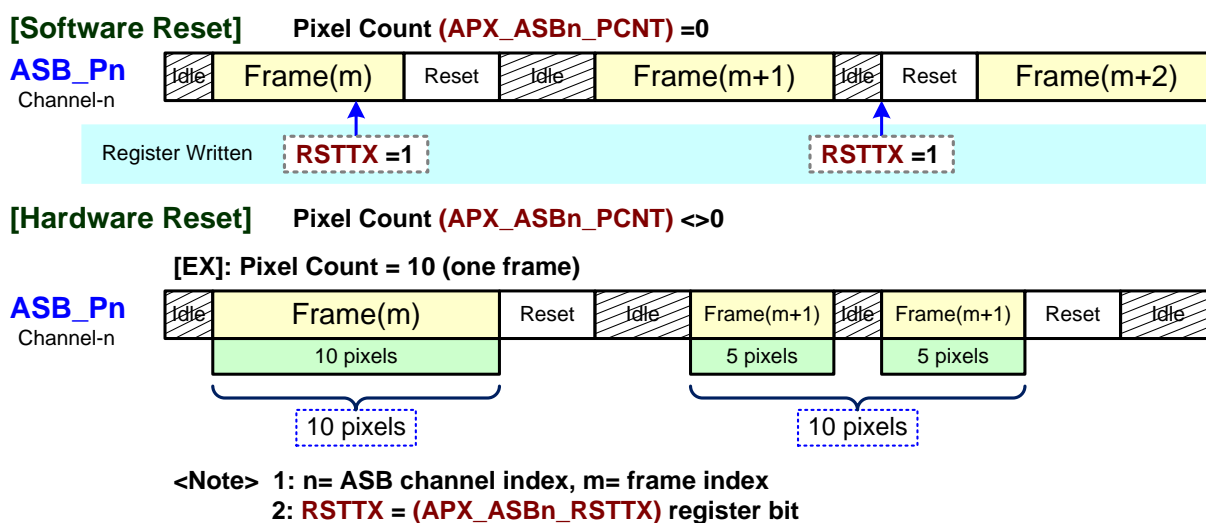 [Software Reset] Pixel Count (APX_ASBn_PCNT) =0
ASB_Pn
Channel-n
Idle Frame(m) Reset Idle Frame(m+1) Idle Reset Frame(m+2)
Register Written RSTTX =1 RSTTX =1
[Hardware Reset] Pixel Count (APX_ASBn_PCNT) <>0
[EX]: Pixel Count = 10 (one frame)
ASB_Pn
Channel-n
Idle Frame(m) Reset Idle Frame(m+1) Idle Frame(m+1) Reset Idle
10 pixels 5 pixels 5 pixels
10 pixels 10 pixels
<Note> 1: n= ASB channel index, m= frame index
2: RSTTX = (APX_ASBn_RSTTX) register bit